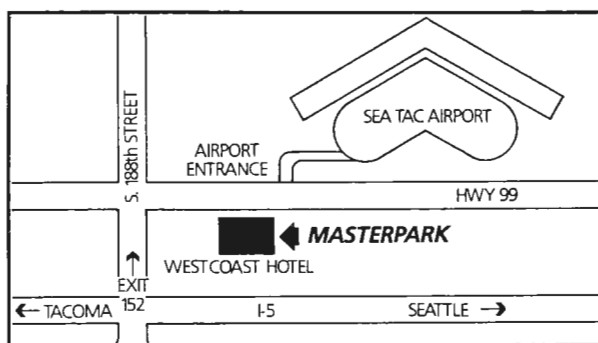 S. 188th STREET
SEA TAC AIRPORT
AIRPORT
ENTRANCE
HWY 99
MASTERPARK
WESTCOAST HOTEL
EXIT
152
← TACOMA
I-5
SEATTLE →